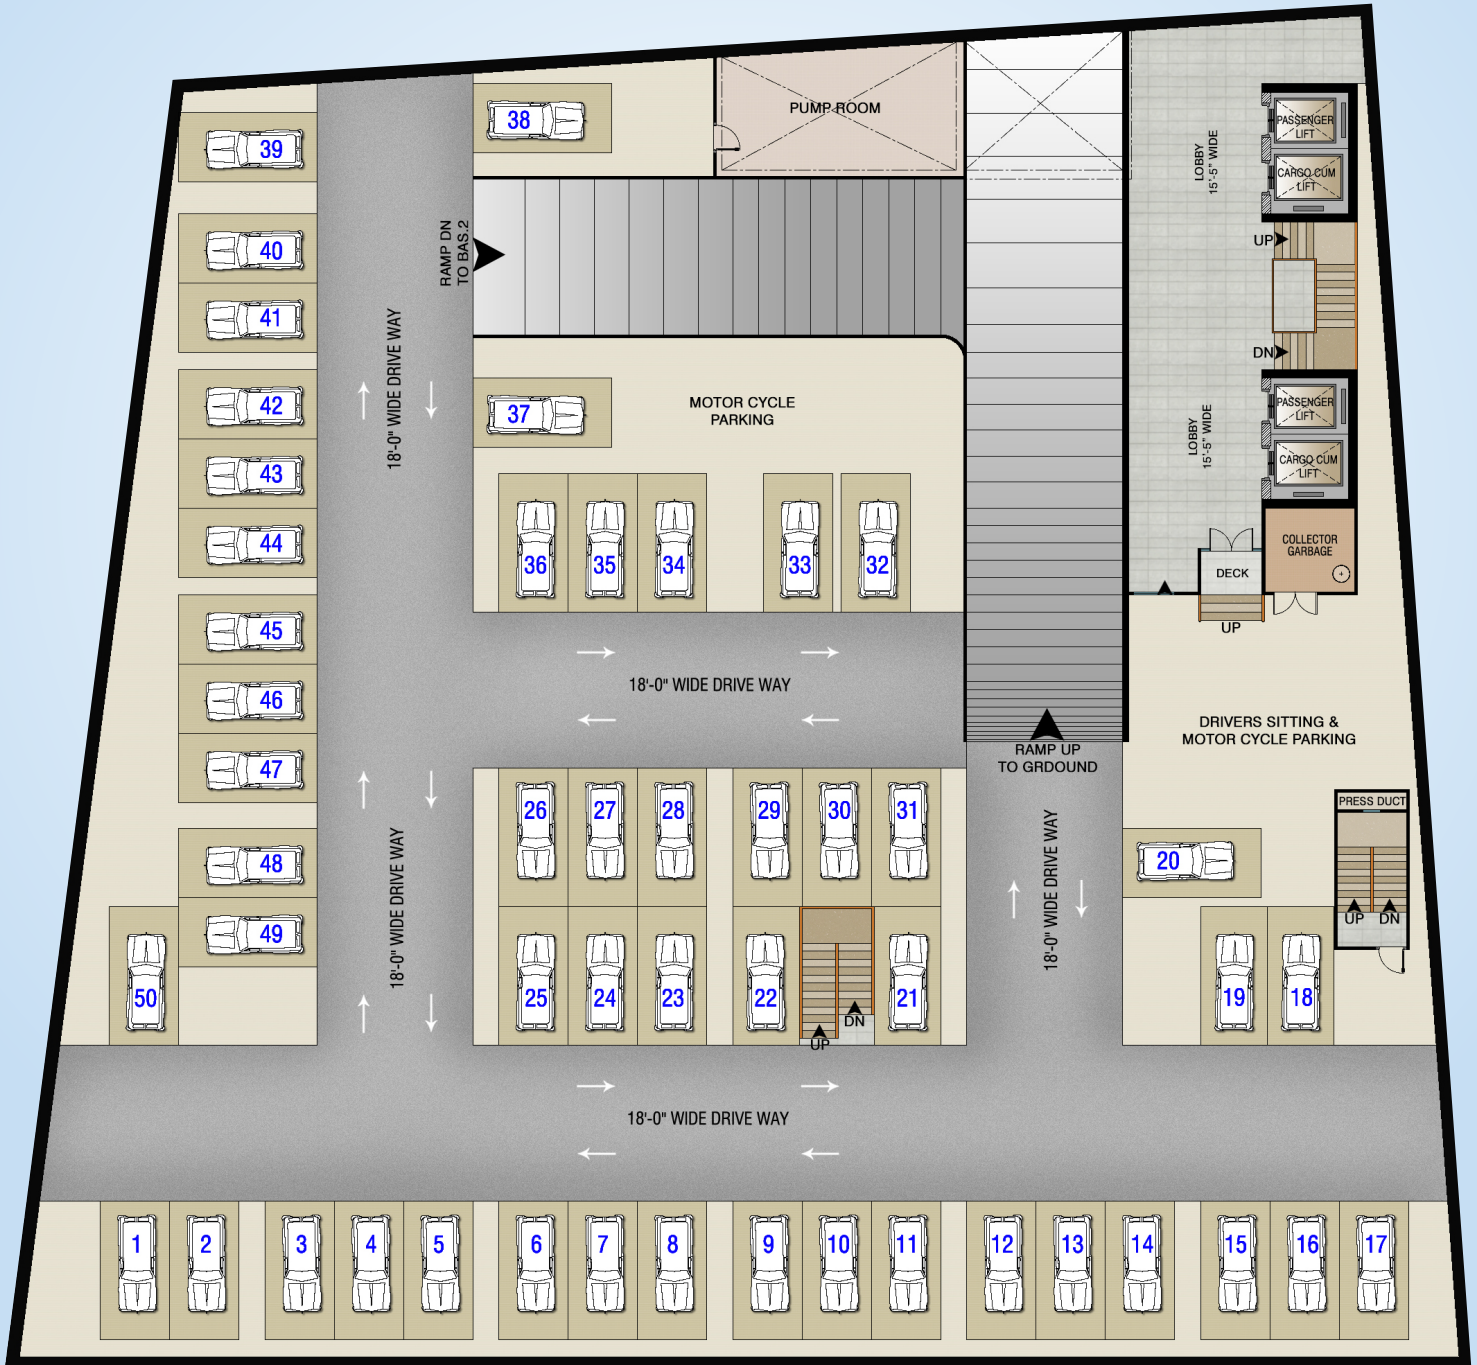 38
PUMP ROOM
39
PASSENGER
LIFT
CARGO CUM
LIFT
LOBBY
15'-5" WIDE
40
41
RAMP DN
TO BAS.2
UP
DN
18'-0" WIDE DRIVE WAY
42
37
MOTOR CYCLE
PARKING
PASSENGER
LIFT
CARGO CUM
LIFT
LOBBY
15'-5" WIDE
43
44
36
35
34
33
32
COLLECTOR
GARBAGE
DECK
UP
45
46
47
18'-0" WIDE DRIVE WAY
RAMP UP
TO GRDOUND
DRIVERS SITTING &
MOTOR CYCLE PARKING
PRESS DUCT
UP
DN
26
27
28
29
30
31
18'-0" WIDE DRIVE WAY
18'-0" WIDE DRIVE WAY
20
48
49
50
25
24
23
22
UP
DN
21
19
18
18'-0" WIDE DRIVE WAY
1
2
3
4
5
6
7
8
9
10
11
12
13
14
15
16
17